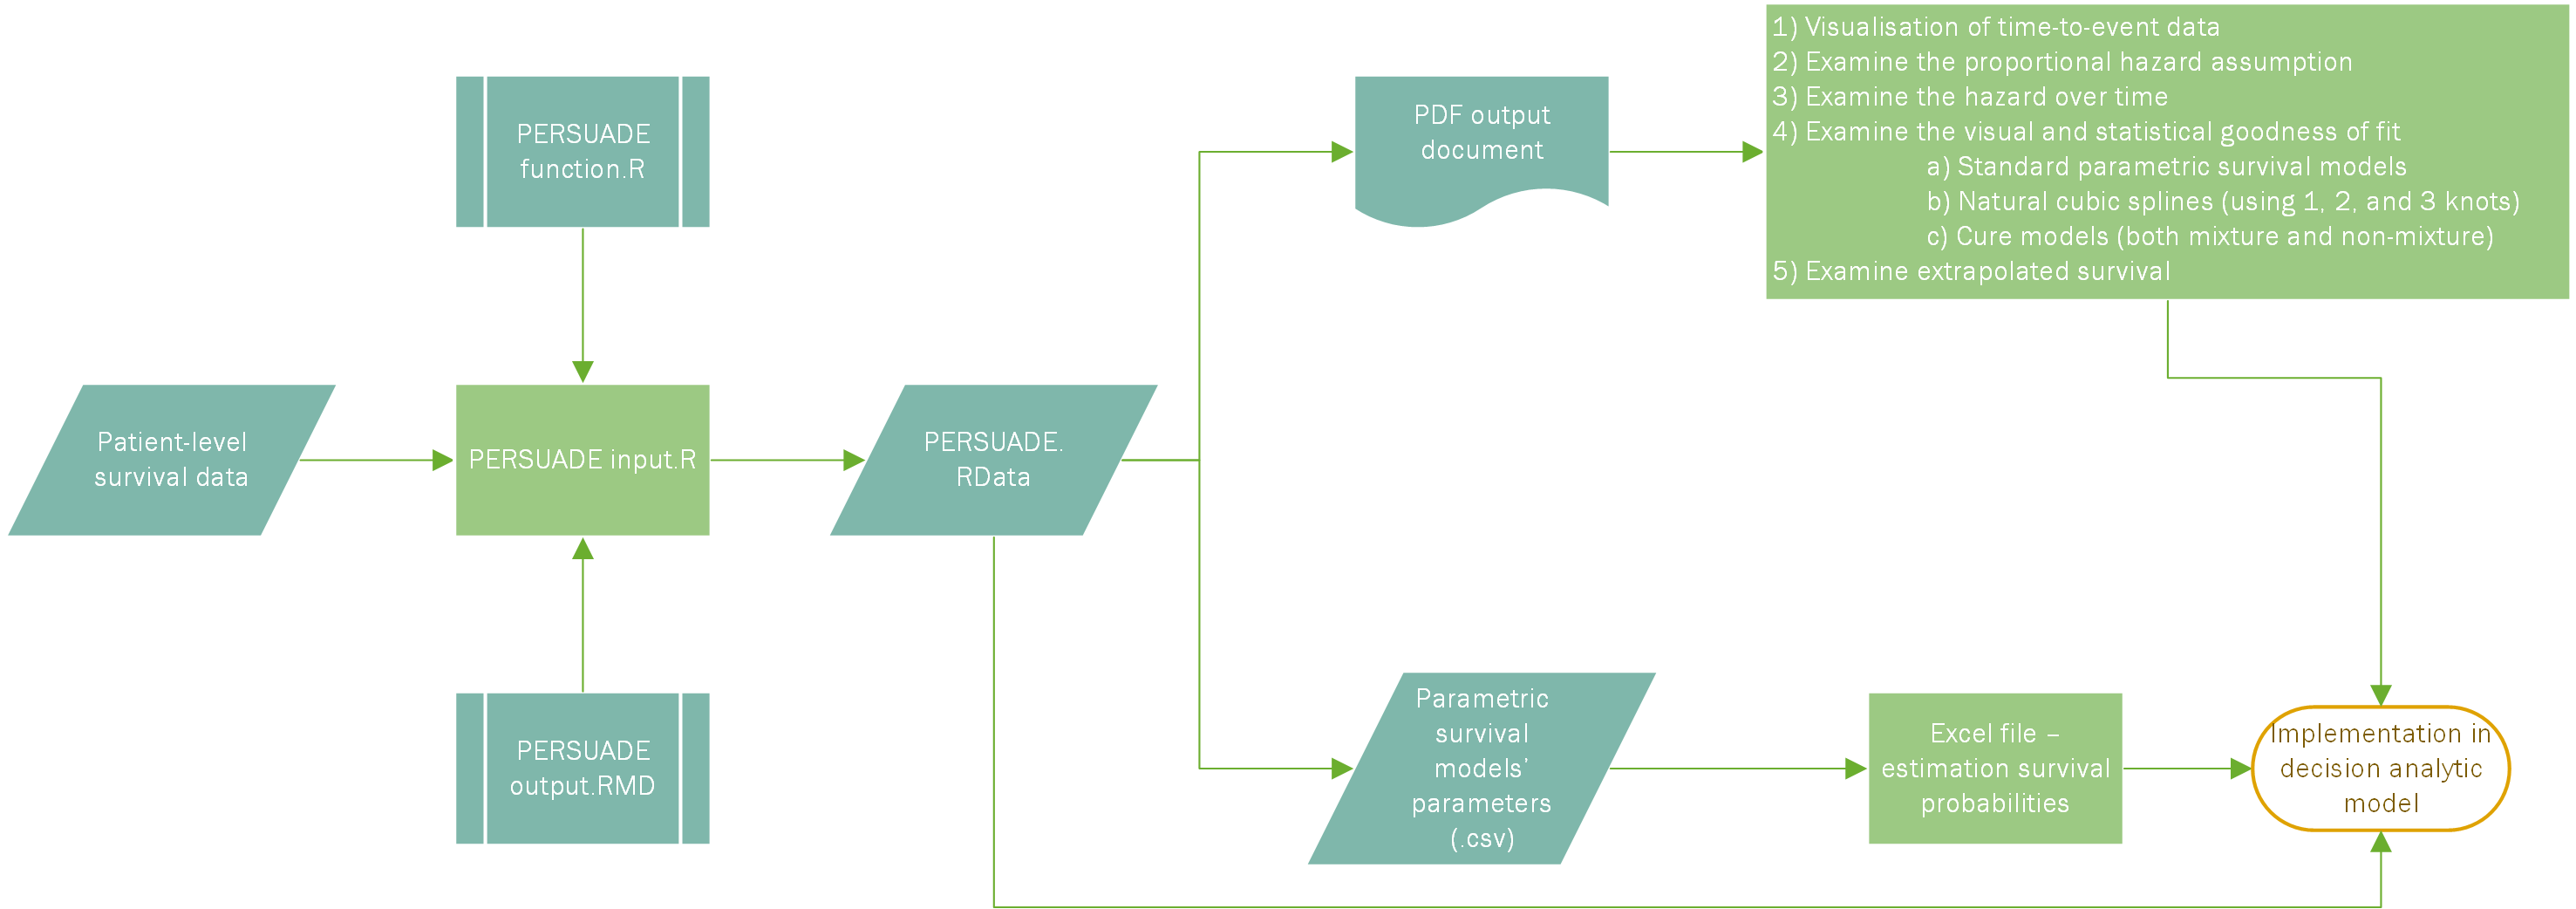 PERSUADE
function.R
Patient-level
survival data
PERSUADE input.R
PERSUADE
output.RMD
PERSUADE.
RData
PDF output
document
1) Visualisation of time-to-event data
2) Examine the proportional hazard assumption
3) Examine the hazard over time
4) Examine the visual and statistical goodness of fit
a) Standard parametric survival models
b) Natural cubic splines (using 1, 2, and 3 knots)
c) Cure models (both mixture and non-mixture)
5) Examine extrapolated survival
Parametric
survival
models’
parameters
(.csv)
Excel file –
estimation survival
probabilities
Implementation in
decision analytic
model